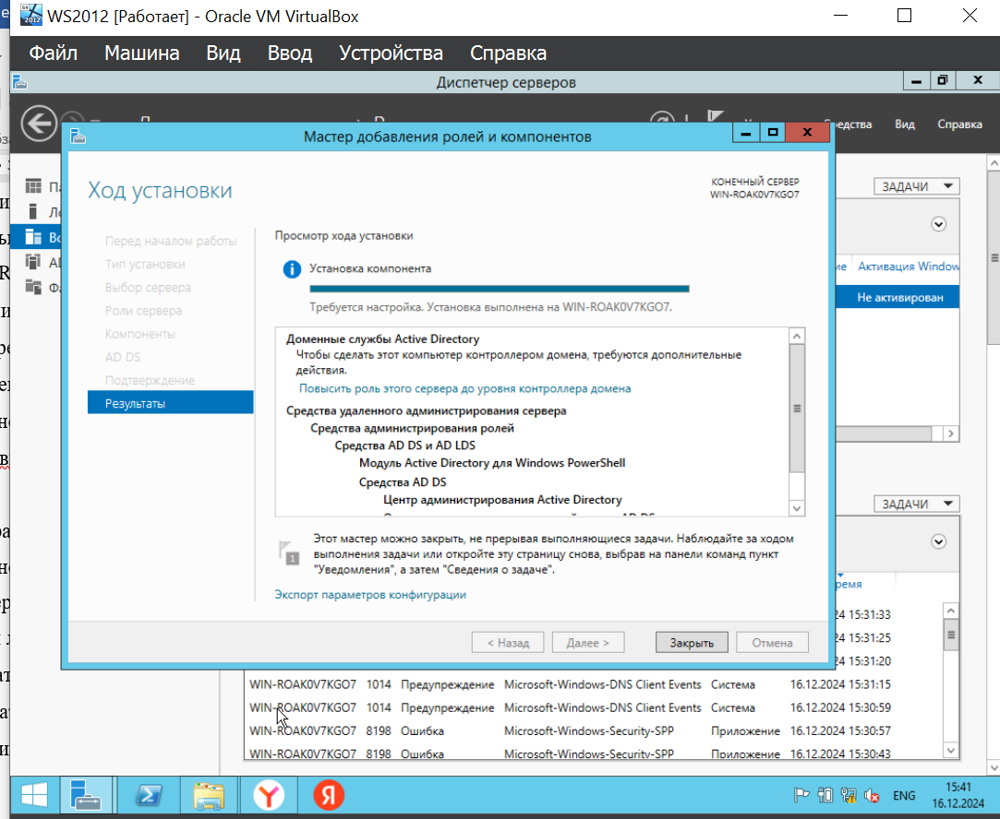 WS2012 [Работает] - Oracle VM VirtualBox
Файл Машина Вид Ввод Устройства Справка
Диспетчер серверов
Вид Справка
Мастер добавления ролей и компонентов
Ход установки
КОНЕЧНЫЙ СЕРВЕР
WIN-ROAK0V7KGO7
Перед началом работы
Тип установки
Выбор сервера
Роли сервера
Компоненты
AD DS
Подтверждение
Результаты
Просмотр хода установки
Установка компонента
Требуется настройка. Установка выполнена на WIN-ROAK0V7KGO7.
Доменные службы Active Directory
Чтобы сделать этот компьютер контроллером домена, требуются дополнительные
действия.
Повысить роль этого сервера до уровня контроллера домена
Средства удаленного администрирования сервера
Средства администрирования ролей
Средства AD DS и AD LDS
Модуль Active Directory для Windows PowerShell
Средства AD DS
Центр администрирования Active Directory
1
Этот мастер можно закрыть, не прерывая выполняющиеся задачи. Наблюдайте за ходом
выполнения задачи или откройте эту страницу снова, выбрав на панели команд пункт
"Уведомления", а затем "Сведения о задаче".
Экспорт параметров конфигурации
< Назад Далее > Закрыть Отмена
ЗАДАЧИ
Активация Window
Не активирован
ЗАДАЧИ
24 15:31:33
24 15:31:25
24 15:31:20
WIN-ROAK0V7KGO7 1014 Предупреждение Microsoft-Windows-DNS Client Events Система 16.12.2024 15:31:15
WIN-ROAK0V7KGO7 1014 Предупреждение Microsoft-Windows-DNS Client Events Система 16.12.2024 15:30:59
WIN-ROAK0V7KGO7 8198 Ошибка Microsoft-Windows-Security-SPP Приложение 16.12.2024 15:30:57
WIN-ROAK0V7KGO7 8198 Ошибка Microsoft-Windows-Security-SPP Приложение 16.12.2024 15:30:43
ENG
15:41
16.12.2024